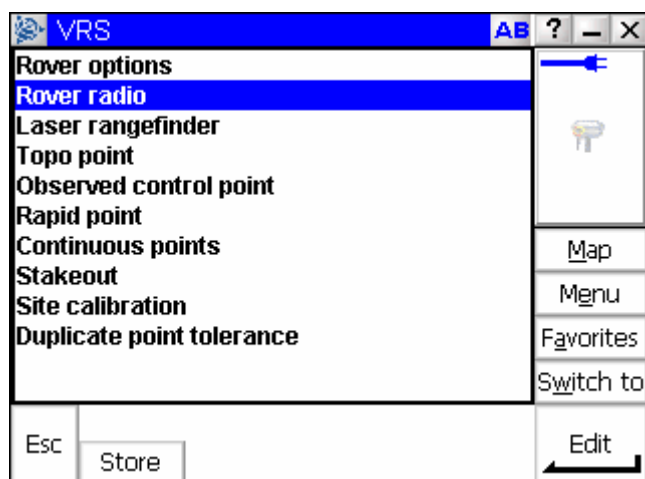 VRS AB ? – X
Rover options
Rover radio
Laser rangefinder
Topo point
Observed control point
Rapid point
Continuous points
Stakeout
Site calibration
Duplicate point tolerance
Map
Menu
Favorites
Switch to
Esc
Store
Edit